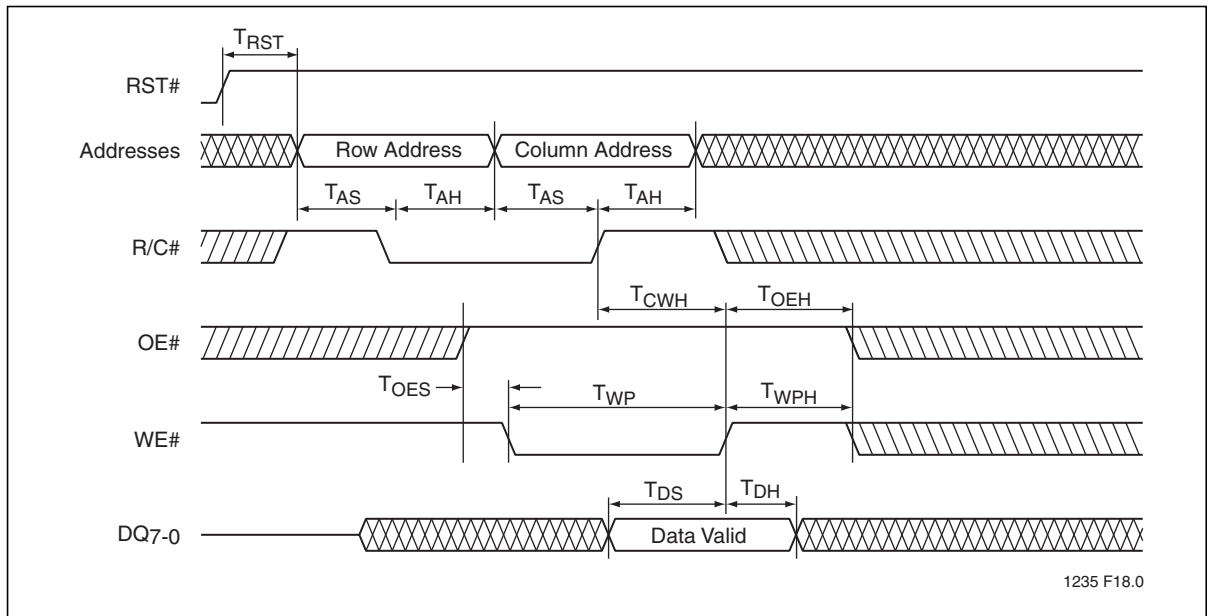 TRST
RST#
Addresses
Row Address
Column Address
TAS
TAH
TAS
TAH
R/C#
TCWH
TOEH
OE#
TOES
TWP
TWPH
WE#
TDS
TDH
DQ7-0
Data Valid
1235 F18.0